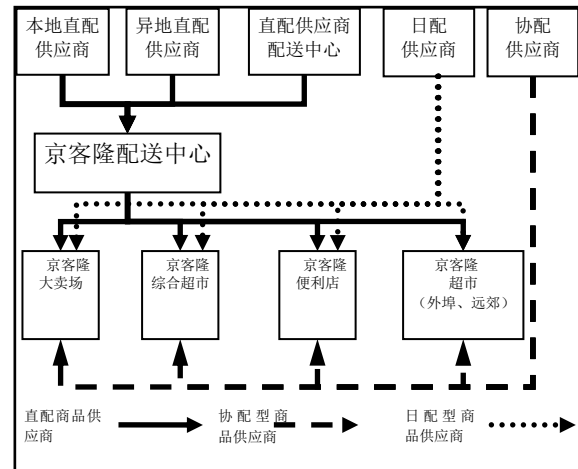 本地直配
供应商
异地直配
供应商
直配供应商
配送中心
日配
供应商
协配
供应商
京客隆配送中心
京客隆
大卖场
京客隆
综合超市
京客隆
便利店
京客隆
超市
（外埠、远郊）
直配商品供
应商
协配型商
品供应商
日配型商
品供应商